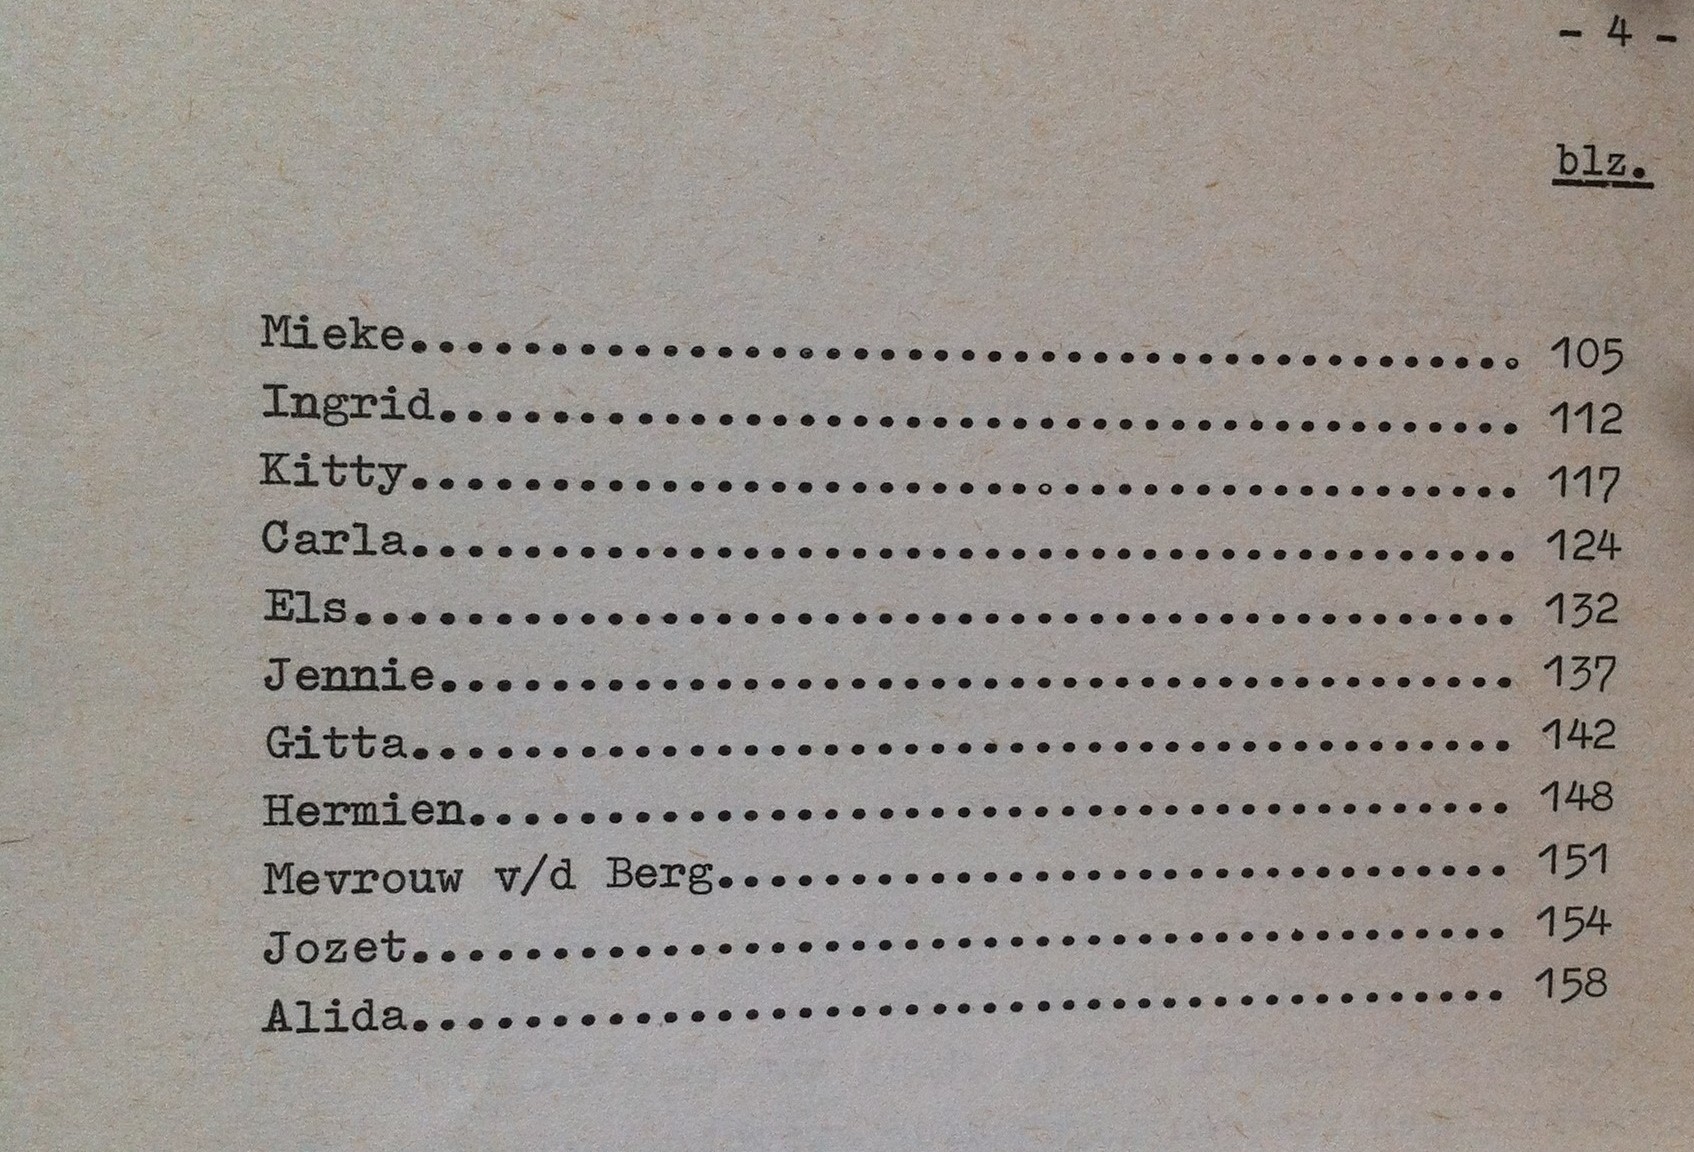 - 4 -
blz.
Mieke........................................ 105
Ingrid....................................... 112
Kitty........................................ 117
Carla........................................ 124
Els.......................................... 132
Jennie....................................... 137
Gitta........................................ 142
Hermien...................................... 148
Mevrouw v/d Berg............................. 151
Jozet........................................ 154
Alida........................................ 158